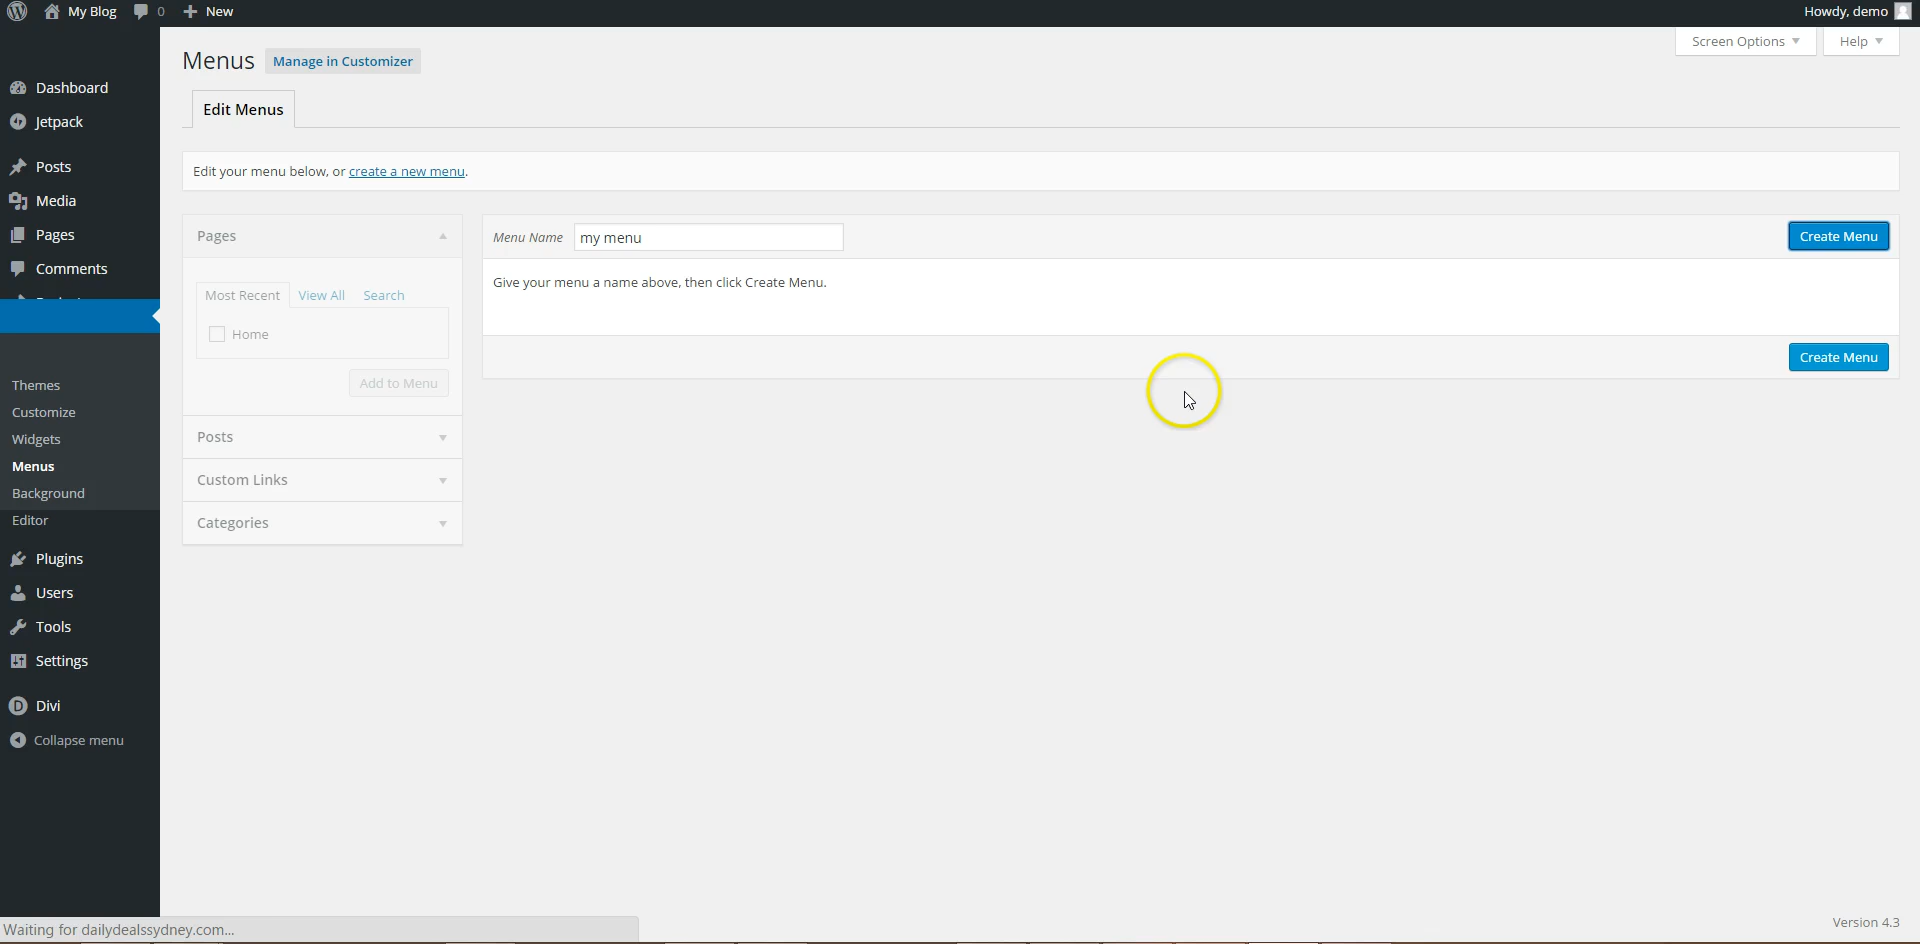 My Blog 0 New Howdy, demo
Screen Options Help
Menus Manage in Customizer
Edit Menus
Edit your menu below, or create a new menu.
Dashboard
Jetpack
Posts
Media
Pages
Comments
Themes
Customize
Widgets
Menus
Background
Editor
Plugins
Users
Tools
Settings
Divi
Collapse menu
Pages
Most Recent View All Search
Home
Add to Menu
Posts
Custom Links
Categories
Menu Name my menu Create Menu
Give your menu a name above, then click Create Menu.
Create Menu
Waiting for dailydealssydney.com...
Version 4.3